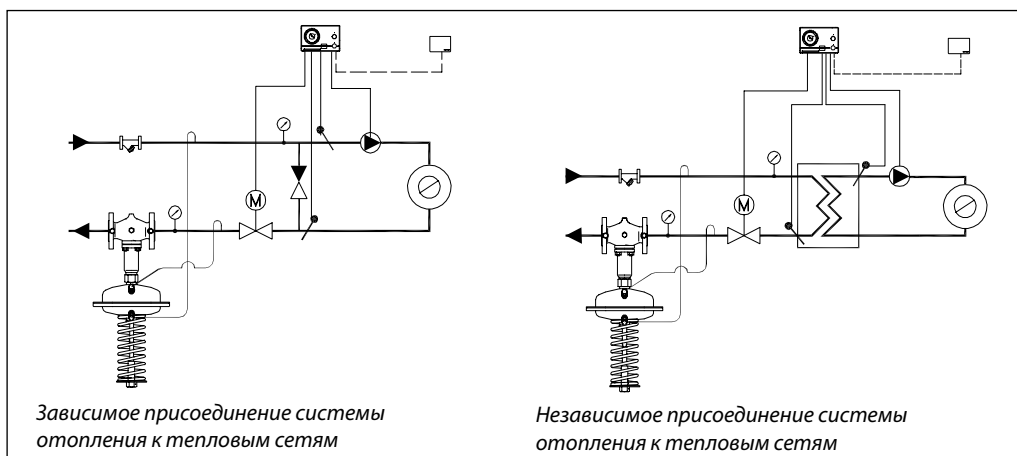 M
M
Зависимое присоединение системы
отопления к тепловым сетям
Независимое присоединение системы
отопления к тепловым сетям